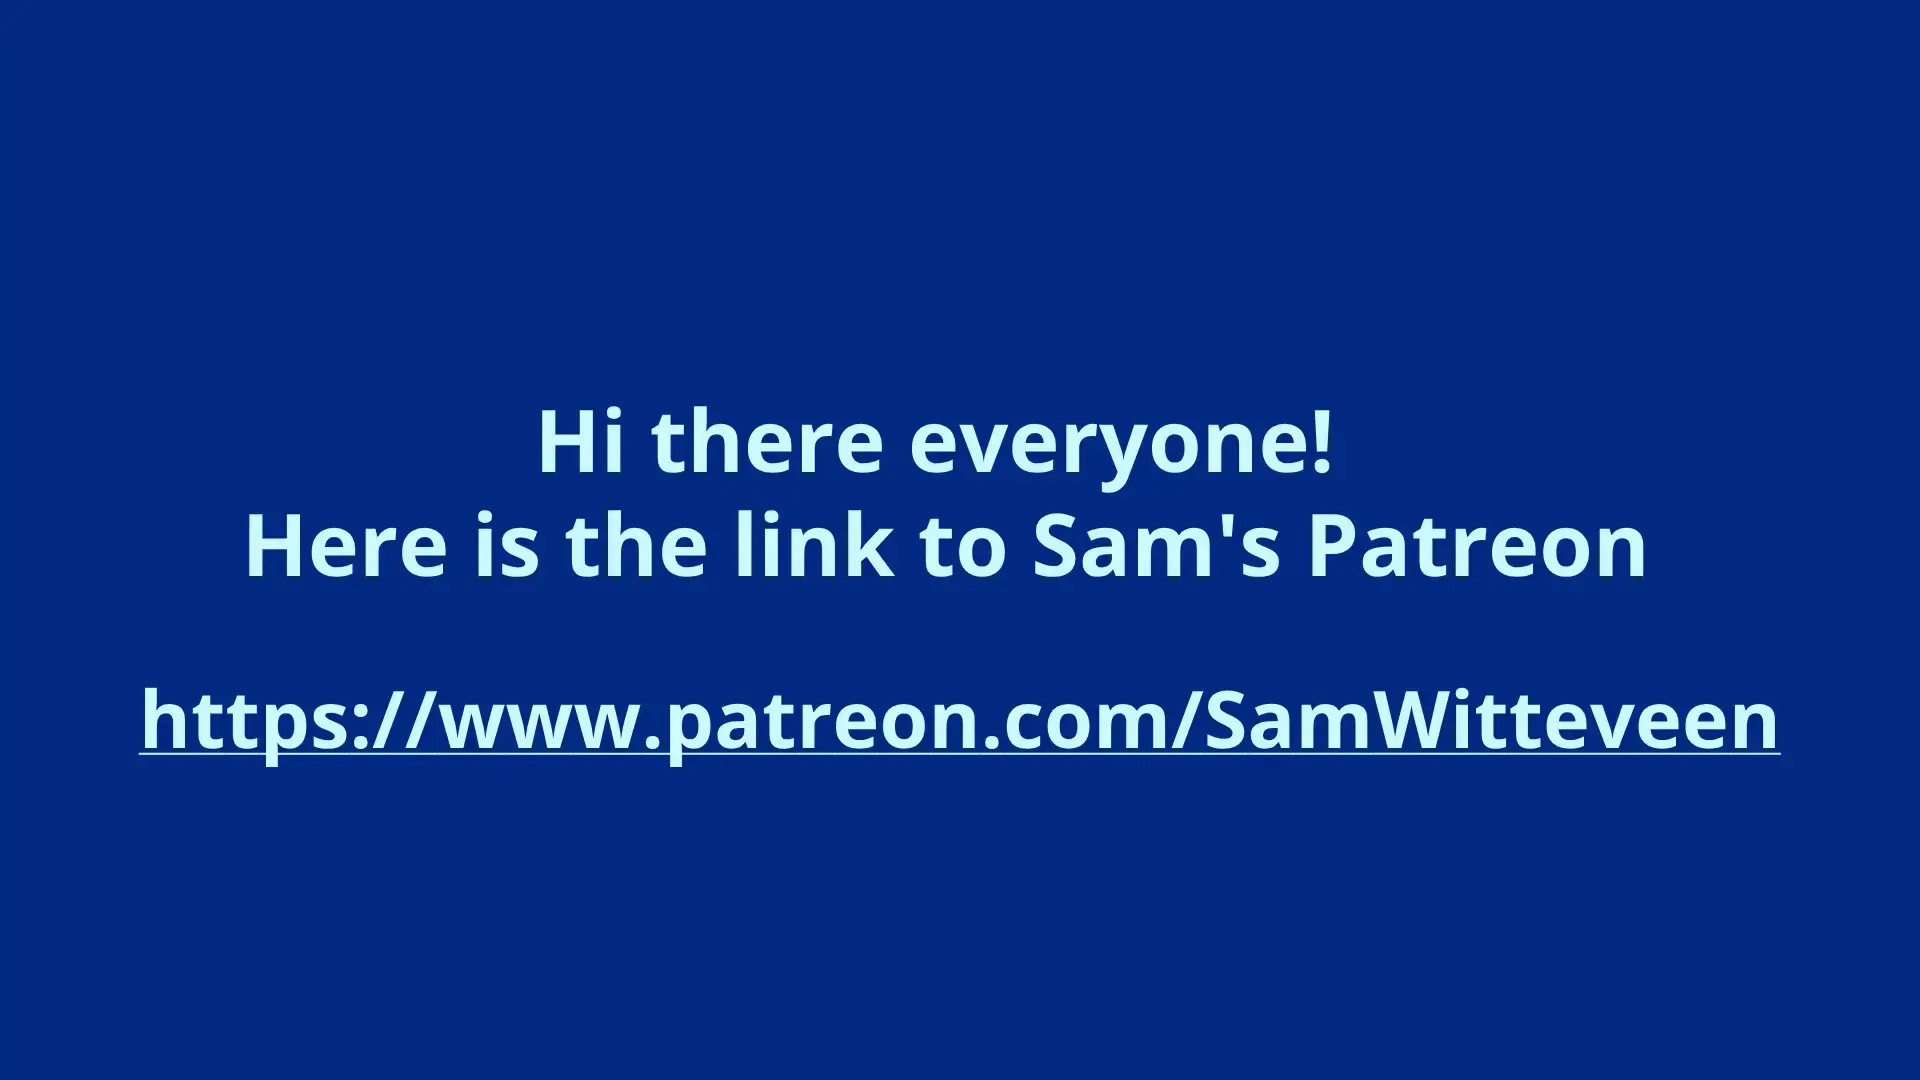 Hi there everyone!
Here is the link to Sam's Patreon
https://www.patreon.com/SamWitteveen